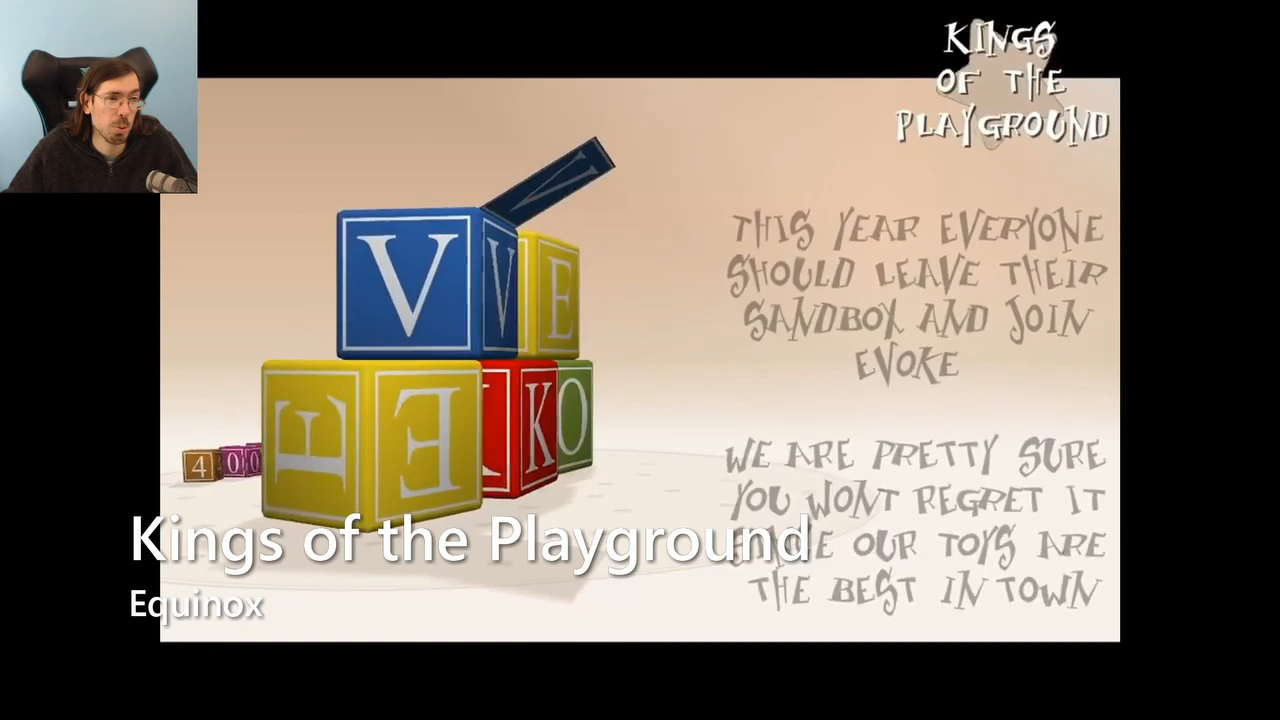 KINGS
OF THE
PLAYGROUND
THIS YEAR EVERYONE
SHOULD LEAVE THEIR
SANDBOX AND JOIN
EVOKE
WE ARE PRETTY SURE
YOU WONT REGRET IT
OUR TOYS ARE
THE BEST IN TOWN
V V V
E
E E K O
4 0 0
Kings of the Playground
Equinox